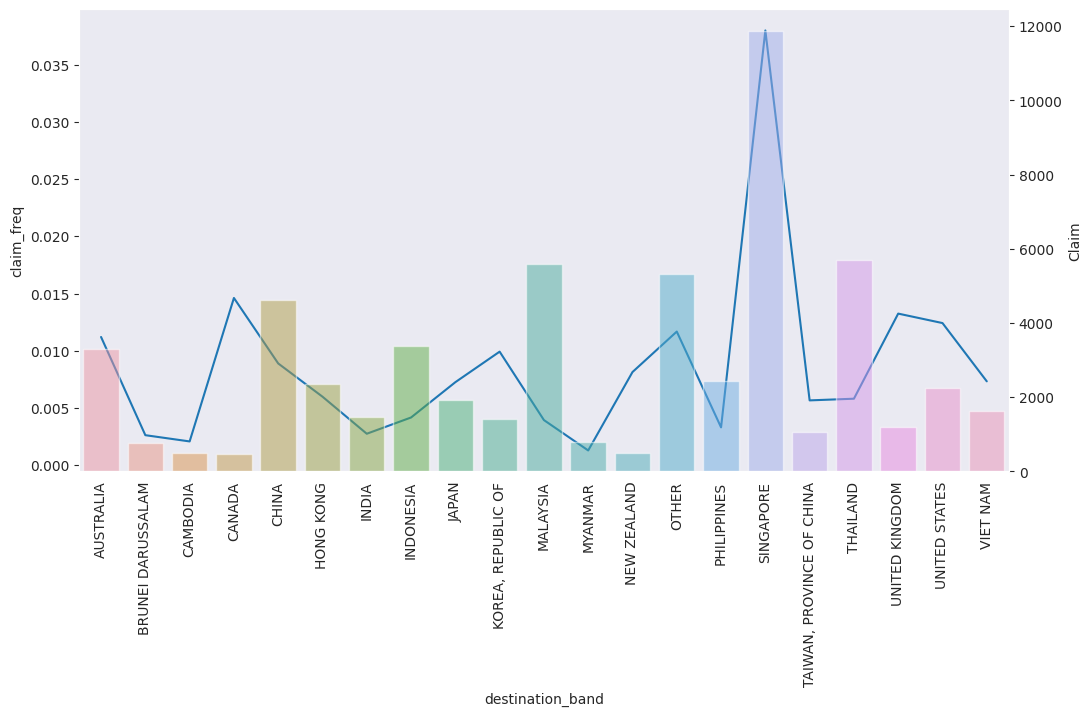 0.035
0.030
0.025
0.020
0.015
0.010
0.005
0.000
claim_freq
12000
10000
8000
6000
4000
2000
0
Claim
AUSTRALIA
BRUNEI DARUSSALAM
CAMBODIA
CANADA
CHINA
HONG KONG
INDIA
INDONESIA
JAPAN
KOREA, REPUBLIC OF
MALAYSIA
MYANMAR
NEW ZEALAND
OTHER
PHILIPPINES
SINGAPORE
TAIWAN, PROVINCE OF CHINA
THAILAND
UNITED KINGDOM
UNITED STATES
VIET NAM
destination_band